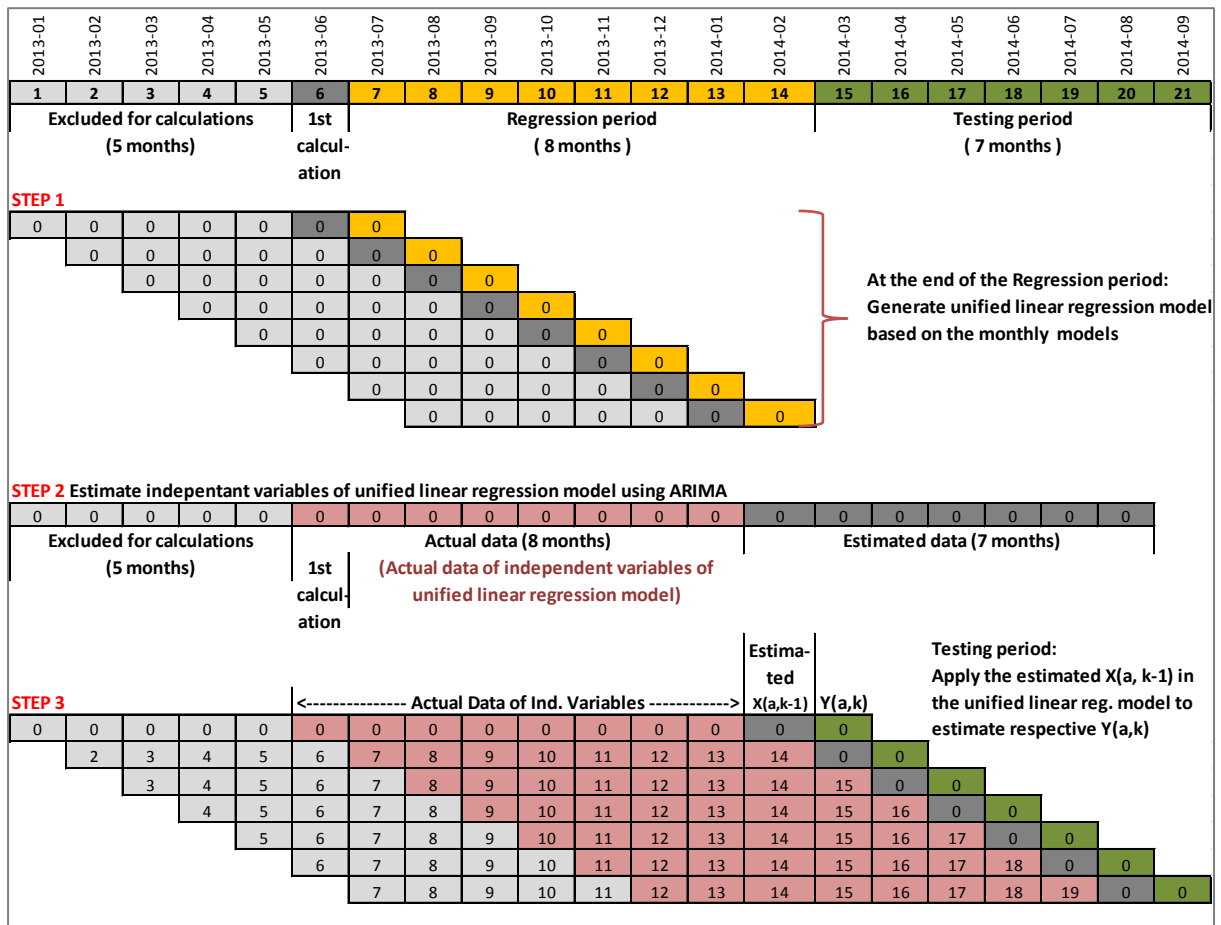 2013-01 2013-02 2013-03 2013-04 2013-05 2013-06 2013-07 2013-08 2013-09 2013-10 2013-11 2013-12 2014-01 2014-02 2014-03 2014-04 2014-05 2014-06 2014-07 2014-08 2014-09
1 2 3 4 5 6 7 8 9 10 11 12 13 14 15 16 17 18 19 20 21
Excluded for calculations 1st Regression period Testing period
(5 months) calcul- ( 8 months ) ( 7 months )
ation
STEP 1
0 0 0 0 0 0 0
0 0 0 0 0 0 0
0 0 0 0 0 0 0
0 0 0 0 0 0 0
0 0 0 0 0 0 0
0 0 0 0 0 0 0
0 0 0 0 0 0 0
0 0 0 0 0 0 0
At the end of the Regression period:
Generate unified linear regression model
based on the monthly models
STEP 2 Estimate indepentant variables of unified linear regression model using ARIMA
0 0 0 0 0 0 0 0 0 0 0 0 0 0 0 0 0 0 0 0
Excluded for calculations Actual data (8 months) Estimated data (7 months)
(5 months) 1st (Actual data of independent variables of
calcul- unified linear regression model)
ation
Estima-
ted
Testing period:
Apply the estimated X(a, k-1) in
the unified linear reg. model to
estimate respective Y(a,k)
STEP 3 <--------------- Actual Data of Ind. Variables -----------> X(a,k-1) Y(a,k)
0 0 0 0 0 0 0 0 0 0 0 0 0 0 0
2 3 4 5 6 7 8 9 10 11 12 13 14 0 0
3 4 5 6 7 8 9 10 11 12 13 14 15 0 0
4 5 6 7 8 9 10 11 12 13 14 15 16 0 0
5 6 7 8 9 10 11 12 13 14 15 16 17 0 0
6 7 8 9 10 11 12 13 14 15 16 17 18 0 0
7 8 9 10 11 12 13 14 15 16 17 18 19 0 0